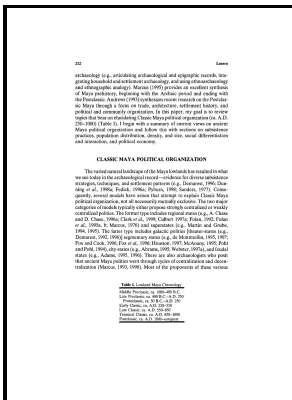 212 Lucero
archaeology (e.g., articulating archaeological and epigraphic records, inte-
grating household and settlement archaeology, and using ethnoarchaeology
and ethnographic analogy). Marcus (1995) provides an excellent synthesis
of Maya prehistory, beginning with the Archaic period and ending with
the Postclassic. Andrews (1993) synthesizes recent research on the Postclas-
sic Maya through a focus on trade, architecture, settlement history, and
political and community organization. In this paper, my goal is to review
topics that bear on elucidating Classic Maya political organization (ca. A.D.
250–1000) (Table I). I begin with a summary of current views on ancient
Maya political organization and follow this with sections on subsistence
practices, population distribution, density, and size, social differentiation
and interaction, and political economy.
CLASSIC MAYA POLITICAL ORGANIZATION
The varied natural landscape of the Maya lowlands has resulted in what
we see today in the archaeological record—evidence for diverse subsistence
strategies, techniques, and settlement patterns (e.g., Demarest, 1996; Dun-
ning et al., 1998a; Fedick, 1996a; Pyburn, 1998; Sanders, 1977). Conse-
quently, several models have arisen that attempt to explain Classic Maya
political organization, not all necessarily mutually exclusive. The two major
categories of models typically either propose strongly centralized or weakly
centralized politics. The former type includes regional states (e.g., A. Chase
and D. Chase, 1996a; Clark et al., 1999; Culbert 1997a; Folan, 1992; Folan
et al., 1995a, b; Marcus, 1976) and superstates (e.g., Martin and Grube,
1994, 1995). The latter type includes galactic polities [theater-states (e.g.,
Demarest, 1992, 1996)] segmentary states (e.g., de Montmollin, 1995, 1997;
Fox and Cook, 1996; Fox et al., 1996; Houston, 1997; McAnany, 1995; Pohl
and Pohl, 1994), city-states (e.g., Abrams, 1995; Webster, 1997a), and feudal
states (e.g., Adams, 1995, 1996). There are also archaeologists who posit
that ancient Maya polities went through cycles of centralization and decen-
tralization (Marcus, 1993, 1998). Most of the proponents of these various
Table I. Lowland Maya Chronology
Middle Preclassic, ca. 1000–400 B.C.
Late Preclassic, ca. 400 B.C.–A.D. 250
Protoclassic, ca. 50 B.C.–A.D. 250
Early Classic, ca. A.D. 250–550
Late Classic, ca. A.D. 550–850
Terminal Classic, ca. A.D. 850–1000
Postclassic, ca. A.D. 1000–conquest